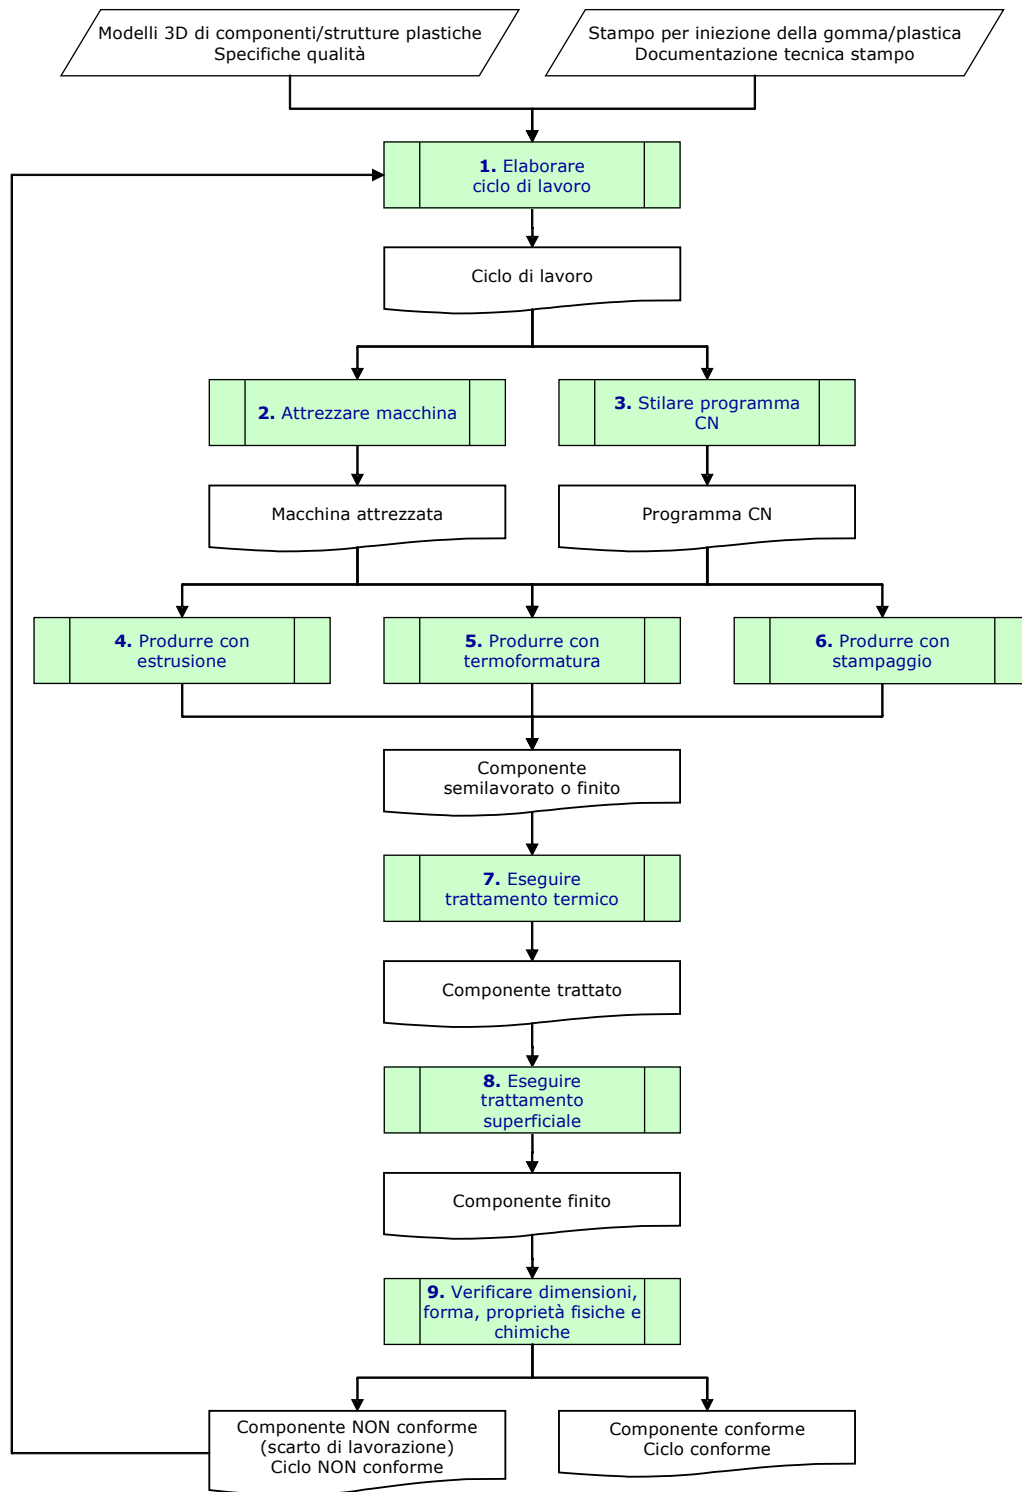 Modelli 3D di componenti/strutture plastiche
Specifiche qualità
Stampo per iniezione della gomma/plastica
Documentazione tecnica stampo
1. Elaborare
ciclo di lavoro
Ciclo di lavoro
2. Attrezzare macchina
3. Stilare programma
CN
Macchina attrezzata
Programma CN
4. Produrre con
estrusione
5. Produrre con
termoformatura
6. Produrre con
stampaggio
Componente
semilavorato o finito
7. Eseguire
trattamento termico
Componente trattato
8. Eseguire
trattamento
superficiale
Componente finito
9. Verificare dimensioni,
forma, proprietà fisiche e
chimiche
Componente NON conforme
(scarto di lavorazione)
Ciclo NON conforme
Componente conforme
Ciclo conforme